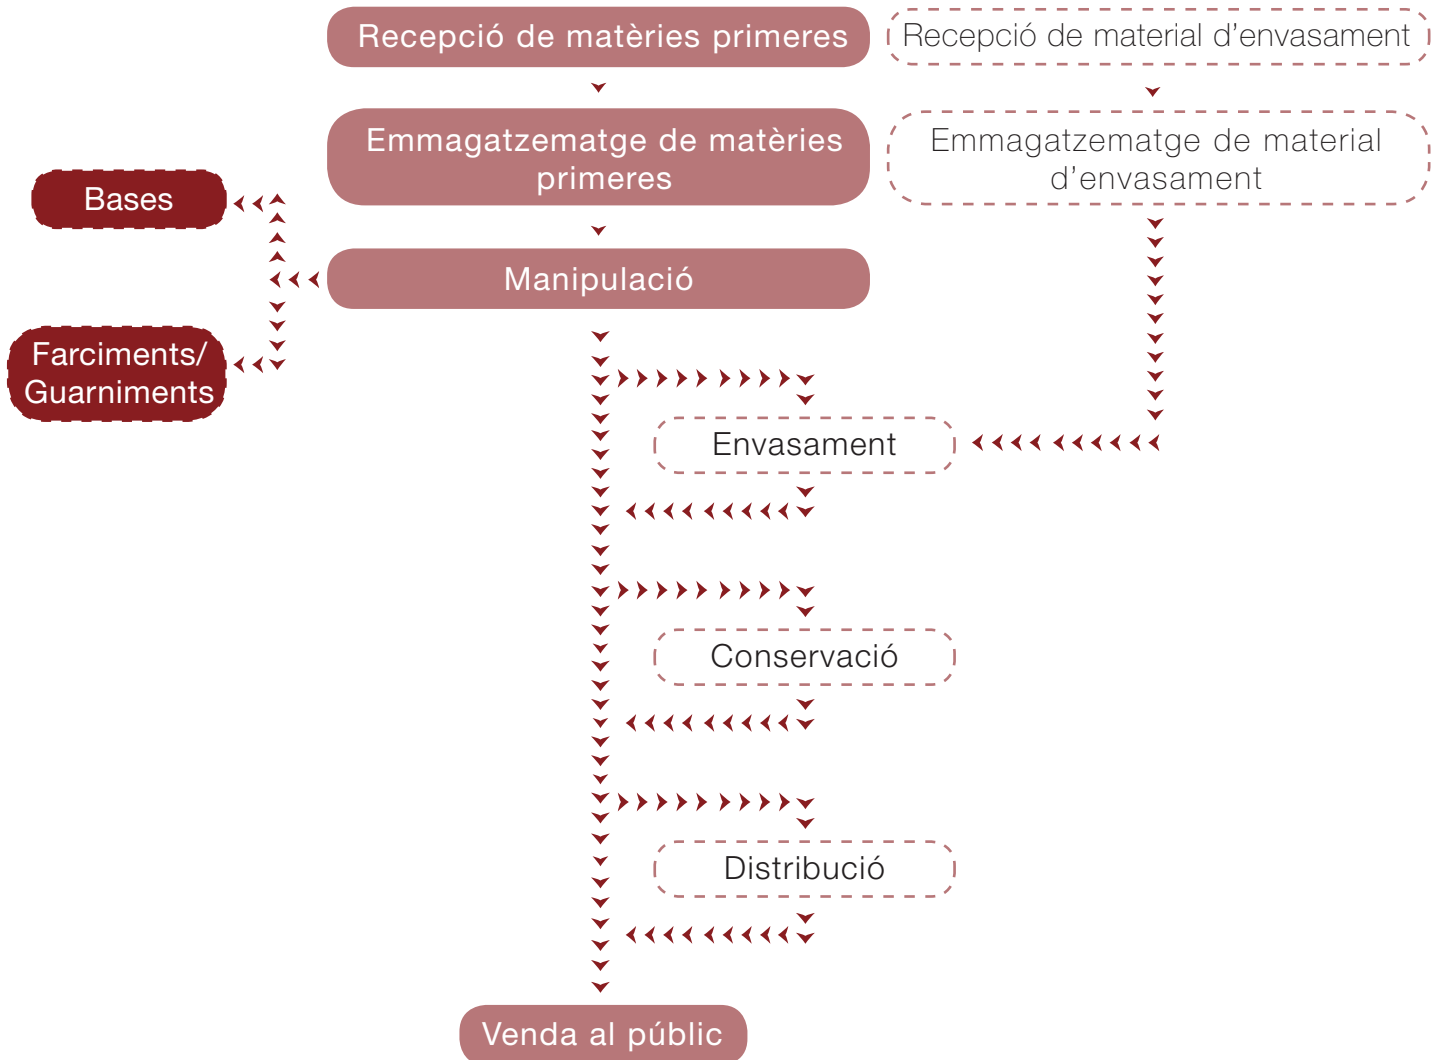 Recepció de matèries primeres
Recepció de material d’envasament
Emmagatzematge de matèries
primeres
Emmagatzematge de material
d’envasament
Bases
Manipulació
Farciments/
Guarniments
Envasament
Conservació
Distribució
Venda al públic